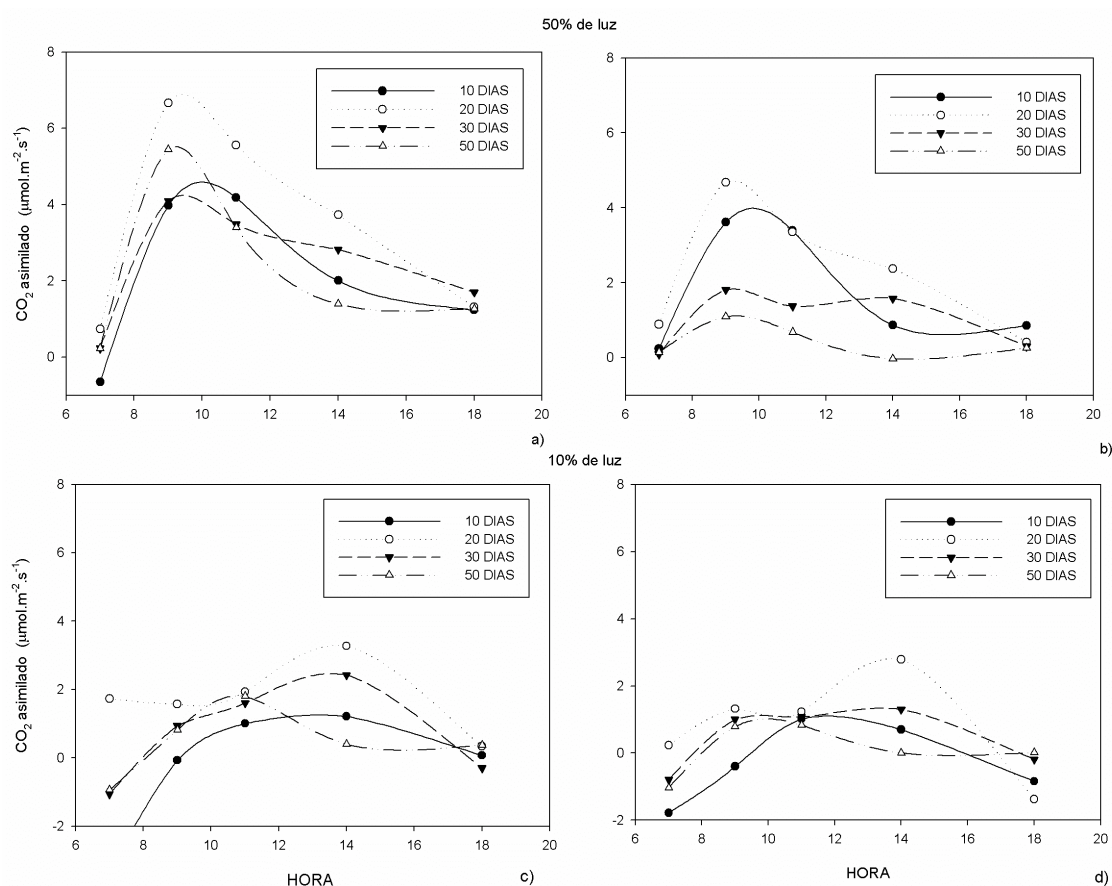 50% de luz
CO2 asimilado (µmol.m-2.s-1)
8
6
4
2
0
10 DIAS
20 DIAS
30 DIAS
50 DIAS
6 8 10 12 14 16 18 20
a)
8
6
4
2
0
10 DIAS
20 DIAS
30 DIAS
50 DIAS
6 8 10 12 14 16 18 20
b)
10% de luz
CO2 asimilado (µmol.m-2.s-1)
8
6
4
2
0
-2
10 DIAS
20 DIAS
30 DIAS
50 DIAS
6 8 10 12 14 16 18 20
HORA
c)
8
6
4
2
0
-2
10 DIAS
20 DIAS
30 DIAS
50 DIAS
6 8 10 12 14 16 18 20
HORA
d)